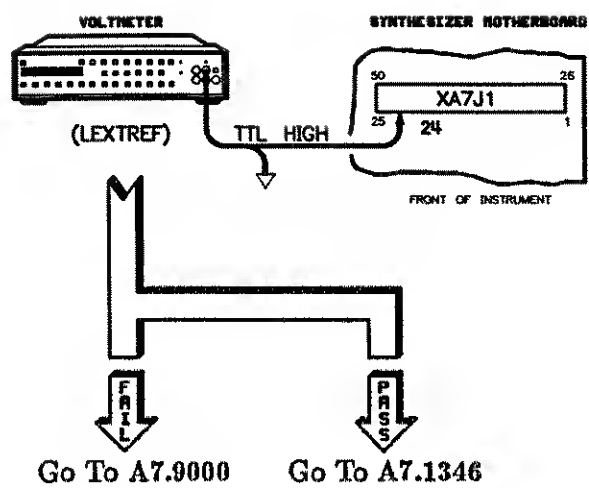 VOLTMETER
SYNTHESIZER MOTHERBOARD
50
26
XA7J1
(LEXTREF)
TTL HIGH
25
24
1
FRONT OF INSTRUMENT
FAIL
PASS
Go To A7.9000
Go To A7.1346